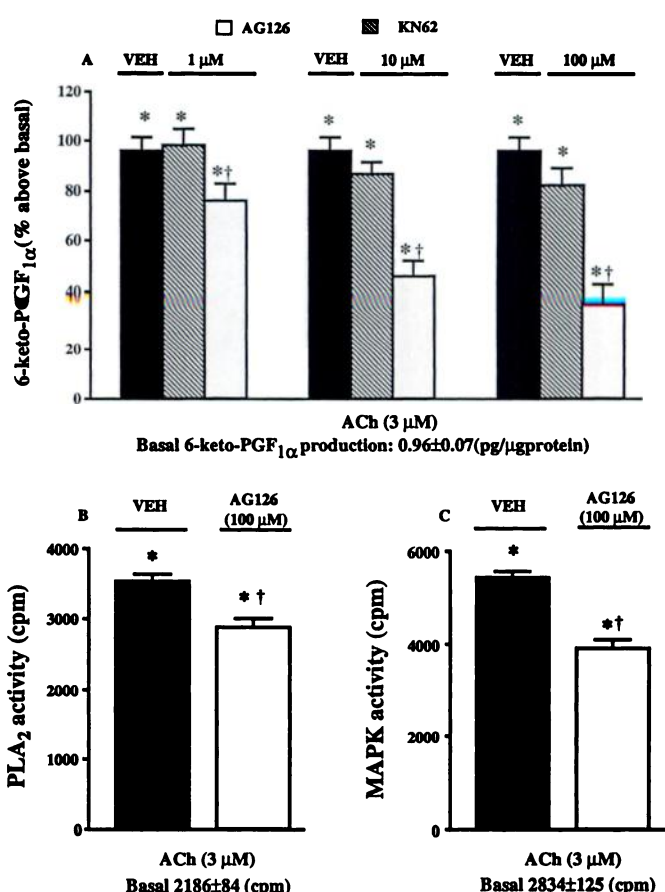 AG126 KN62
A VEH 1 μM VEH 10 μM VEH 100 μM
6-keto-PGF1α(% above basal)
120
100
80
60
40
20
0
* * *†
* * *†
* * *†
ACh (3 μM)
Basal 6-keto-PGF1α production: 0.96±0.07(pg/μgprotein)
B VEH AG126
(100 μM)
PLA2 activity (cpm)
4000
3000
2000
1000
0
* *†
ACh (3 μM)
Basal 2186±84 (cpm)
C VEH AG126
(100 μM)
MAPK activity (cpm)
6000
4000
2000
0
* *†
ACh (3 μM)
Basal 2834±125 (cpm)